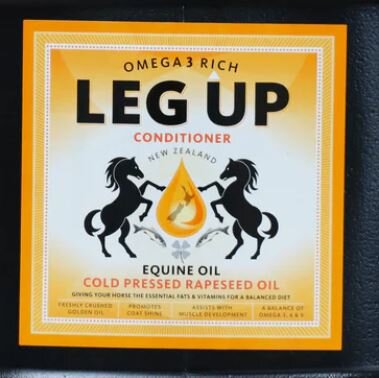 OMEGA 3 RICH
LEG UP
CONDITIONER
NEW ZEALAND
EQUINE OIL
COLD PRESSED RAPESEED OIL
GIVING YOUR HORSE THE ESSENTIAL FATS & VITAMINS FOR A BALANCED DIET
FRESHLY CRUSHED GOLDEN OIL
PROMOTES COAT SHINE
ASSISTS WITH MUSCLE DEVELOPMENT
A BALANCE OF OMEGA 3, 6 & 9